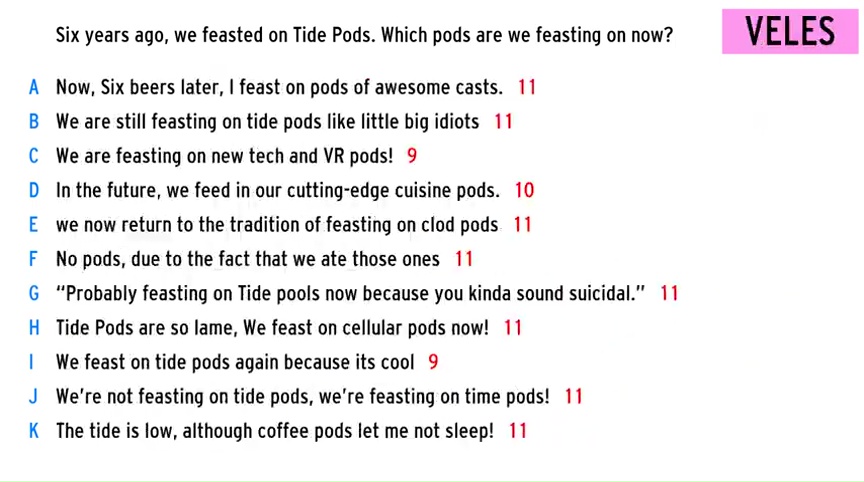 Six years ago, we feasted on Tide Pods. Which pods are we feasting on now?
VELES
A Now, Six beers later, I feast on pods of awesome casts. 11
B We are still feasting on tide pods like little big idiots 11
C We are feasting on new tech and VR pods! 9
D In the future, we feed in our cutting-edge cuisine pods. 10
E we now return to the tradition of feasting on clod pods 11
F No pods, due to the fact that we ate those ones 11
G “Probably feasting on Tide pools now because you kinda sound suicidal.” 11
H Tide Pods are so lame, We feast on cellular pods now! 11
I We feast on tide pods again because its cool 9
J We're not feasting on tide pods, we're feasting on time pods! 11
K The tide is low, although coffee pods let me not sleep! 11